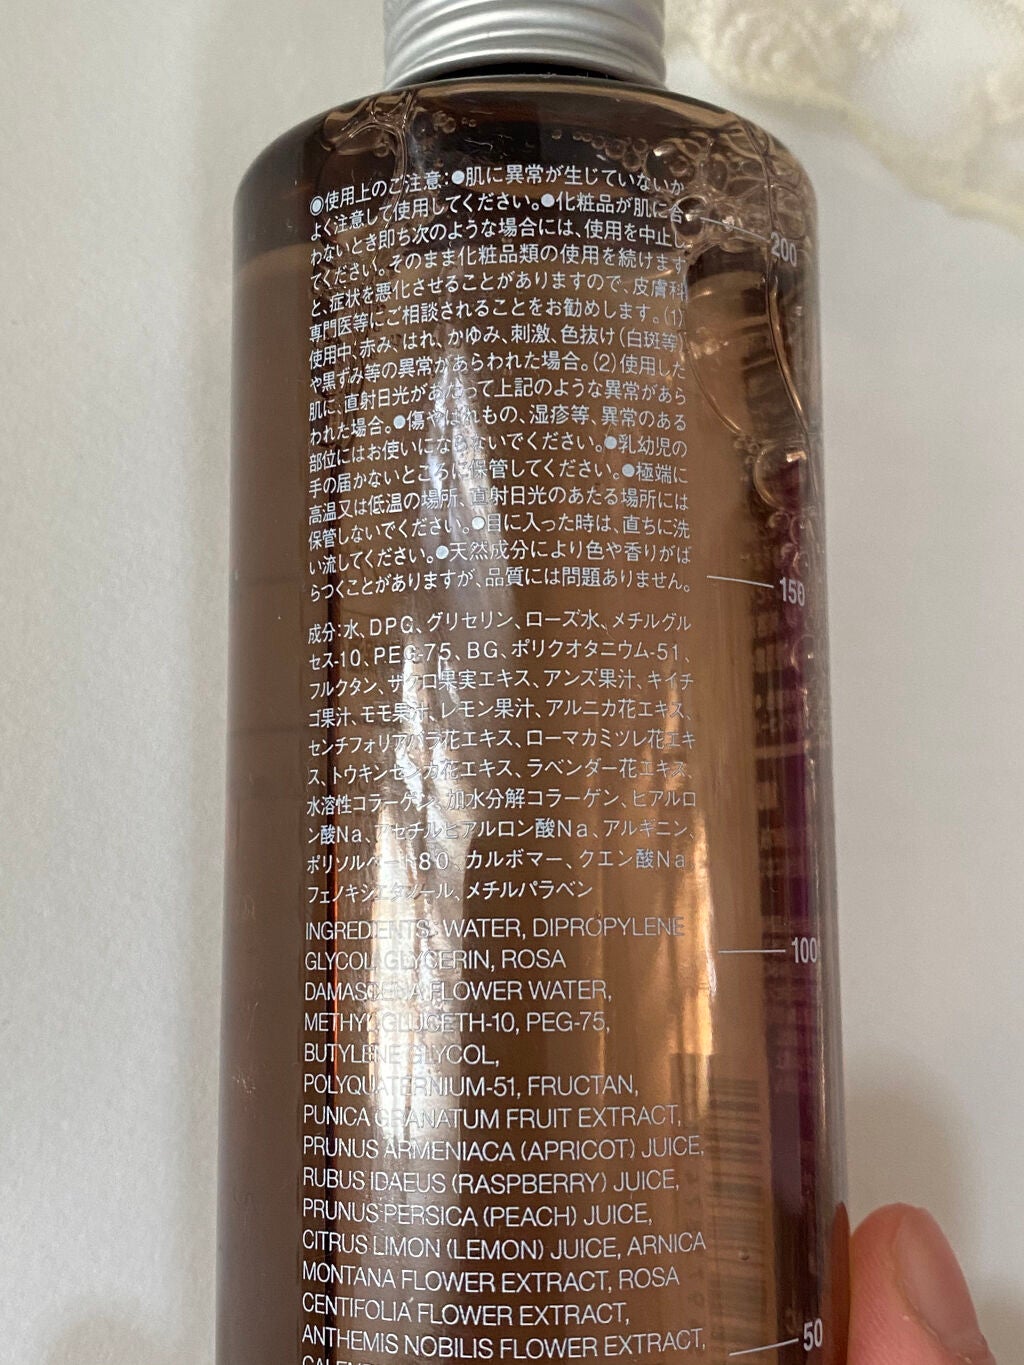 ◉使用上のご注意:●肌に異常が生じていないか
よく注意して使用してください。●化粧品が肌に合
わないとき即ち次のような場合には、使用を中止し
てください。そのまま化粧品類の使用を続けます
と、症状を悪化させることがありますので、皮膚科
専門医等にご相談されることをお勧めします。(1)
使用中、赤み、はれ、かゆみ、刺激、色抜け(白斑等)
や黒ずみ等の異常があらわれた場合。(2)使用した
肌に、直射日光があたって上記のような異常があら
われた場合。●傷やはれもの、湿疹等、異常のある
部位にはお使いにならないでください。●乳幼児の
手の届かないところに保管してください。●極端に
高温又は低温の場所、直射日光のあたる場所には
保管しないでください。●目に入った時は、直ちに洗
い流してください。●天然成分により色や香りがば
らつくことがありますが、品質には問題ありません。
成分:水、DPG、グリセリン、ローズ水、メチルグル
セス-10、PEG-75、BG、ポリクオタニウム-51、
フルクタン、ザクロ果実エキス、アンズ果汁、キイチ
ゴ果汁、モモ果汁、レモン果汁、アルニカ花エキス、
センチフォリアバラ花エキス、ローマカミツレ花エキ
ス、トウキンセンカ花エキス、ラベンダー花エキス、
水溶性コラーゲン、加水分解コラーゲン、ヒアルロ
ン酸Na、アセチルヒアルロン酸Na、アルギニン、
ポリソルベート80、カルボマー、クエン酸Na、
フェノキシエタノール、メチルパラベン
INGREDIENTS: WATER, DIPROPYLENE
GLYCOL, GLYCERIN, ROSA
DAMASCENA FLOWER WATER,
METHYL GLUCETH-10, PEG-75,
BUTYLENE GLYCOL,
POLYQUATERNIUM-51, FRUCTAN,
PUNICA GRANATUM FRUIT EXTRACT,
PRUNUS ARMENIACA (APRICOT) JUICE,
RUBUS IDAEUS (RASPBERRY) JUICE,
PRUNUS PERSICA (PEACH) JUICE,
CITRUS LIMON (LEMON) JUICE, ARNICA
MONTANA FLOWER EXTRACT, ROSA
CENTIFOLIA FLOWER EXTRACT,
ANTHEMIS NOBILIS FLOWER EXTRACT,
200
150
100
50